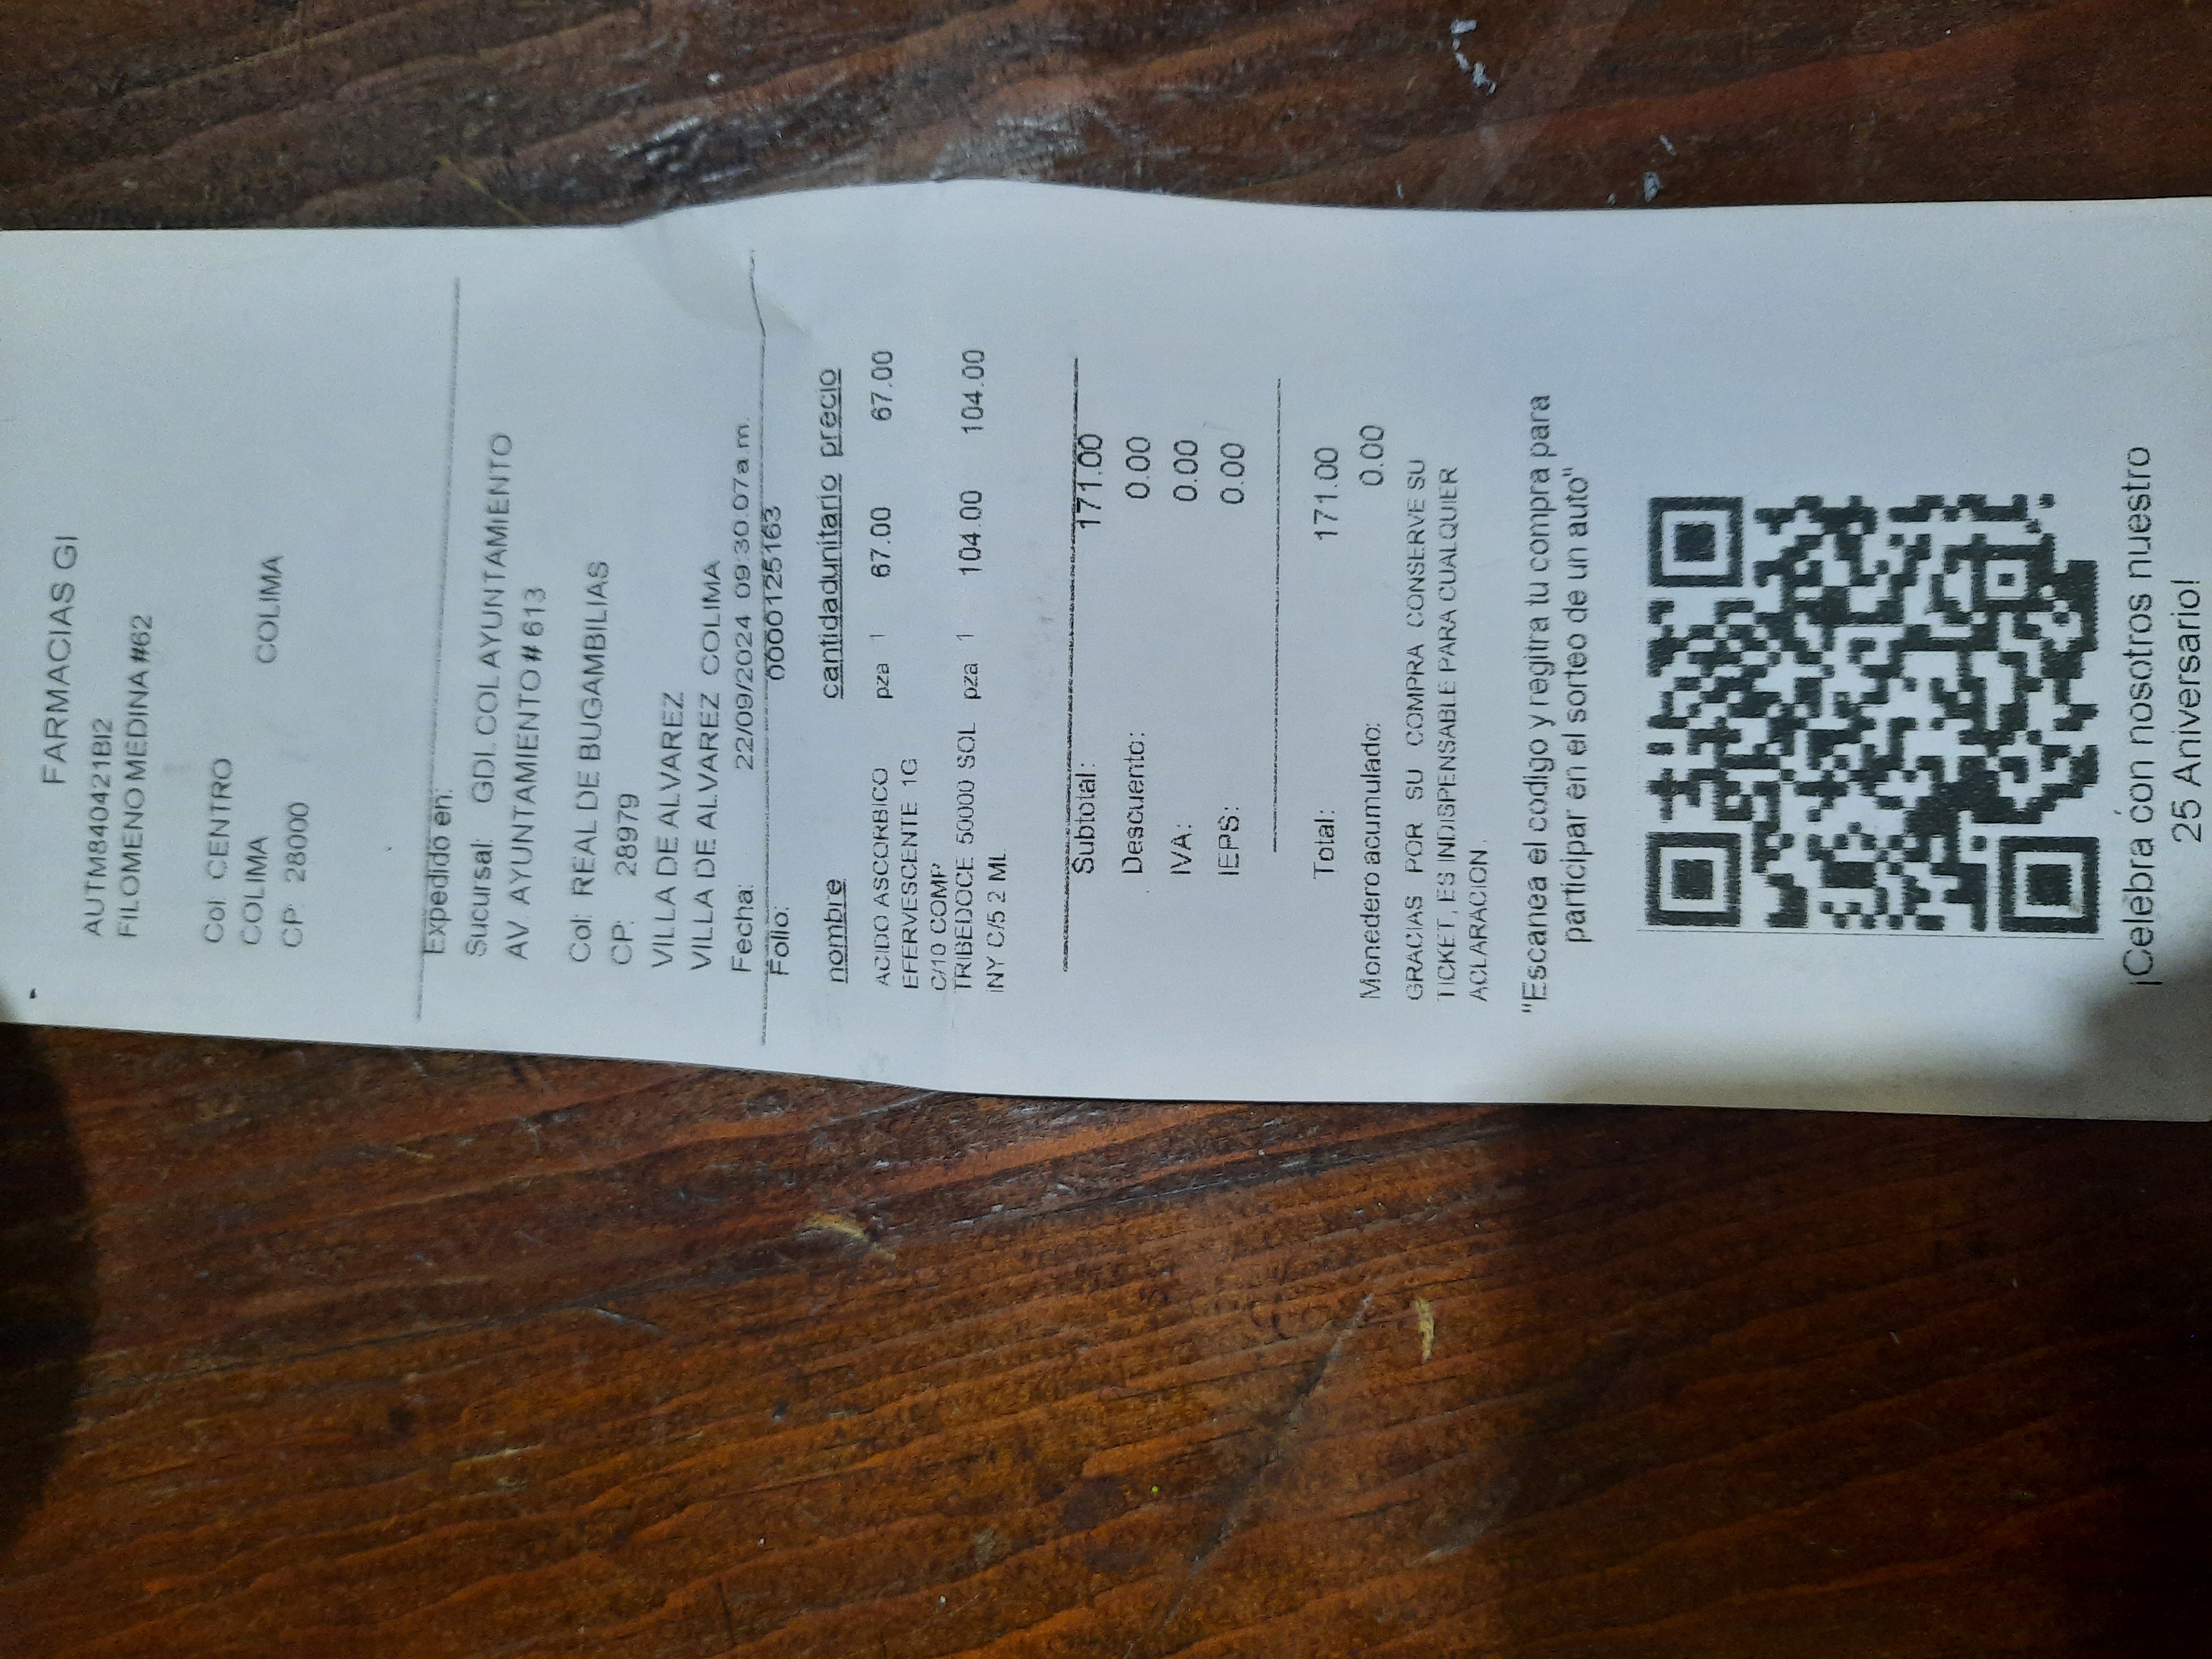 FARMACIAS GI
AUTM840421BI2
FILOMENO MEDINA #62
Col: CENTRO
COLIMA COLIMA
CP: 28000
Expedido en:
Sucursal: GDL COL AYUNTAMIENTO
AV. AYUNTAMIENTO # 613
Col: REAL DE BUGAMBILIAS
CP: 28979
VILLA DE ALVAREZ
VILLA DE ALVAREZ COLIMA
Fecha: 22/09/2024 09:30:07a.m.
Folio: 0000125163
nombre cantidadunitario precio
ACIDO ASCORBICO pza 1 67.00 67.00
EFERVESCENTE 1G
C/10 COMP
TRIBEDOCE 50000 SOL pza 1 104.00 104.00
INY C/5 2 ML
Subtotal: 171.00
Descuento: 0.00
IVA: 0.00
IEPS: 0.00
Total: 171.00
Monedero acumulado: 0.00
GRACIAS POR SU COMPRA CONSERVE SU
TICKET, ES INDISPENSABLE PARA CUALQUIER
ACLARACION.
"Escanea el codigo y regitra tu compra para
participar en el sorteo de un auto"
¡Celebra con nosotros nuestro
25 Aniversario!